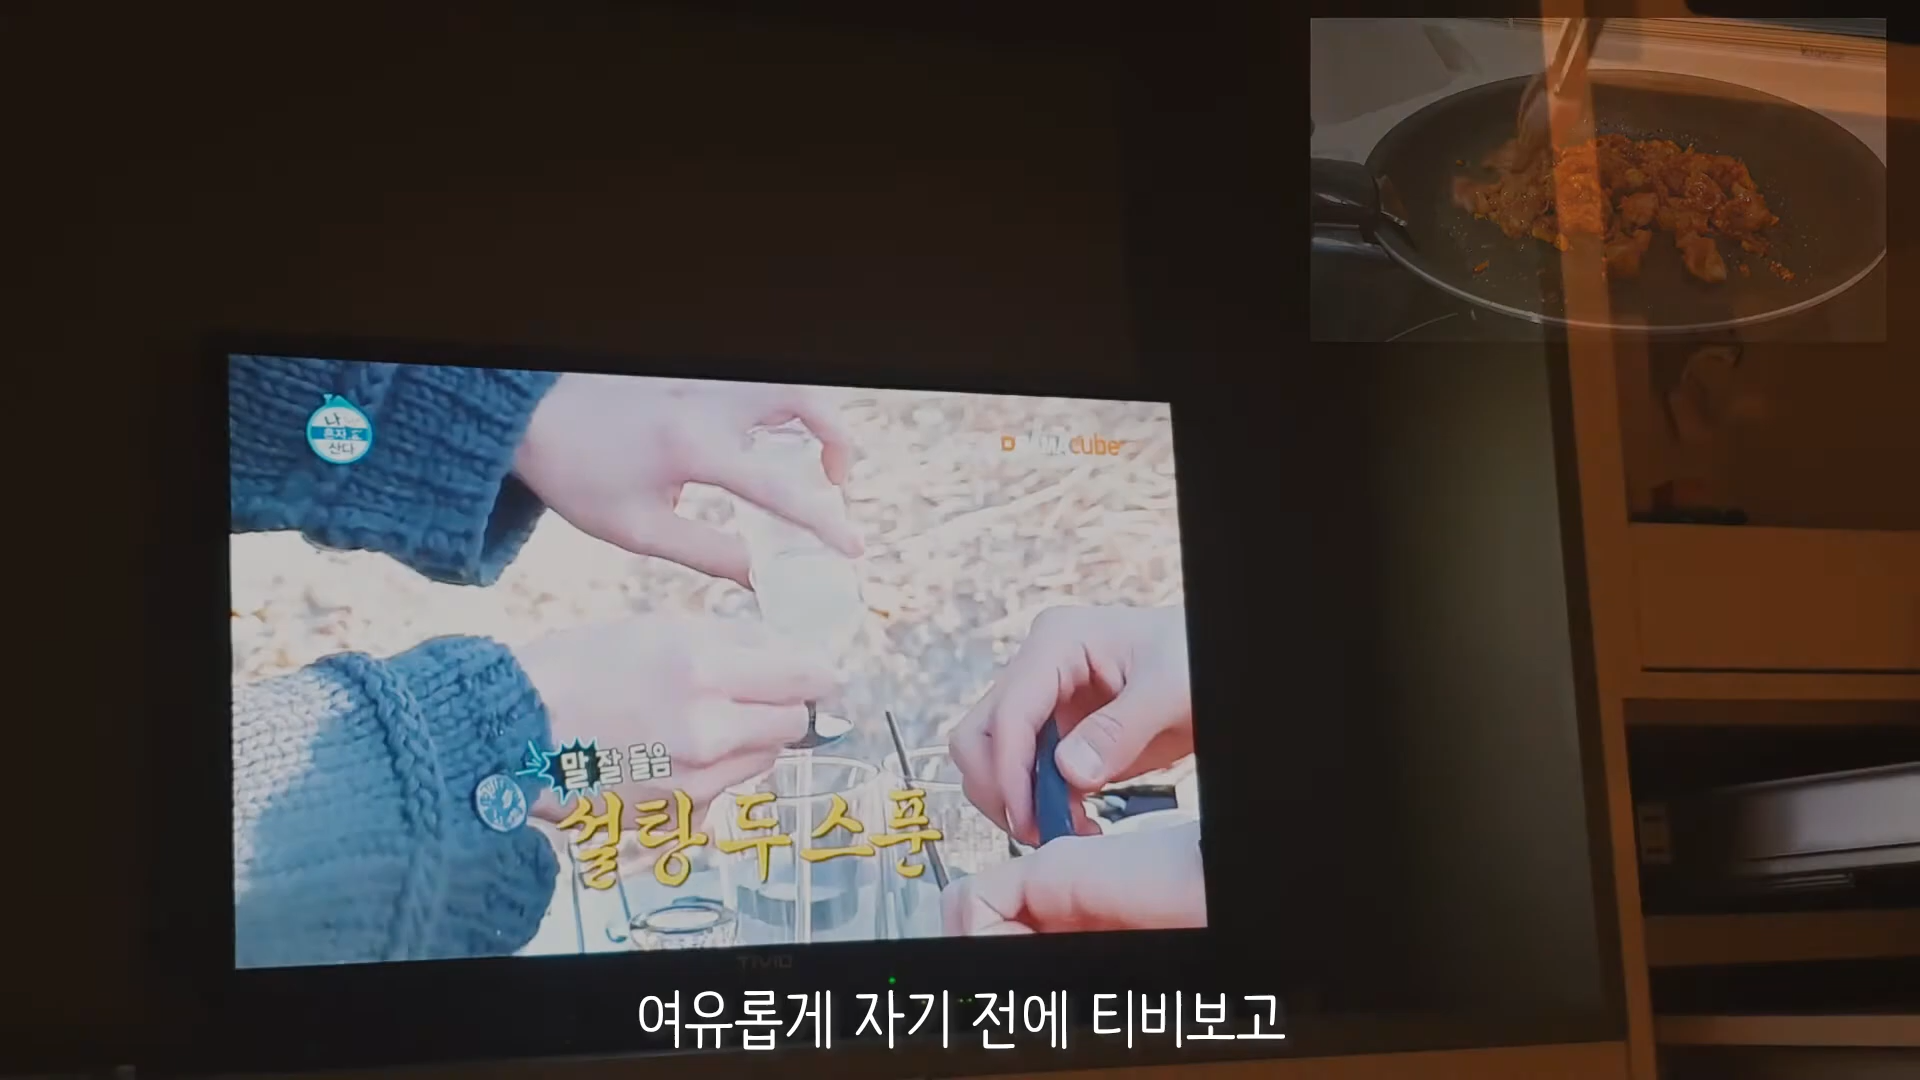 나
혼자
산다
cube
말 잘 들음
설탕 두 스푼
TIVIO
여유롭게 자기 전에 티비보고